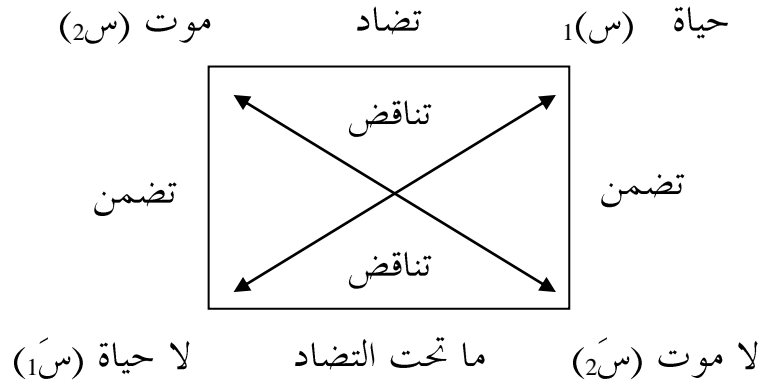 حياة (س1) تضاد موت (س2)
تناقض
تضمن تضمن
تناقض
لا موت (سَ2) ما تحت التضاد لا حياة (سَ1)